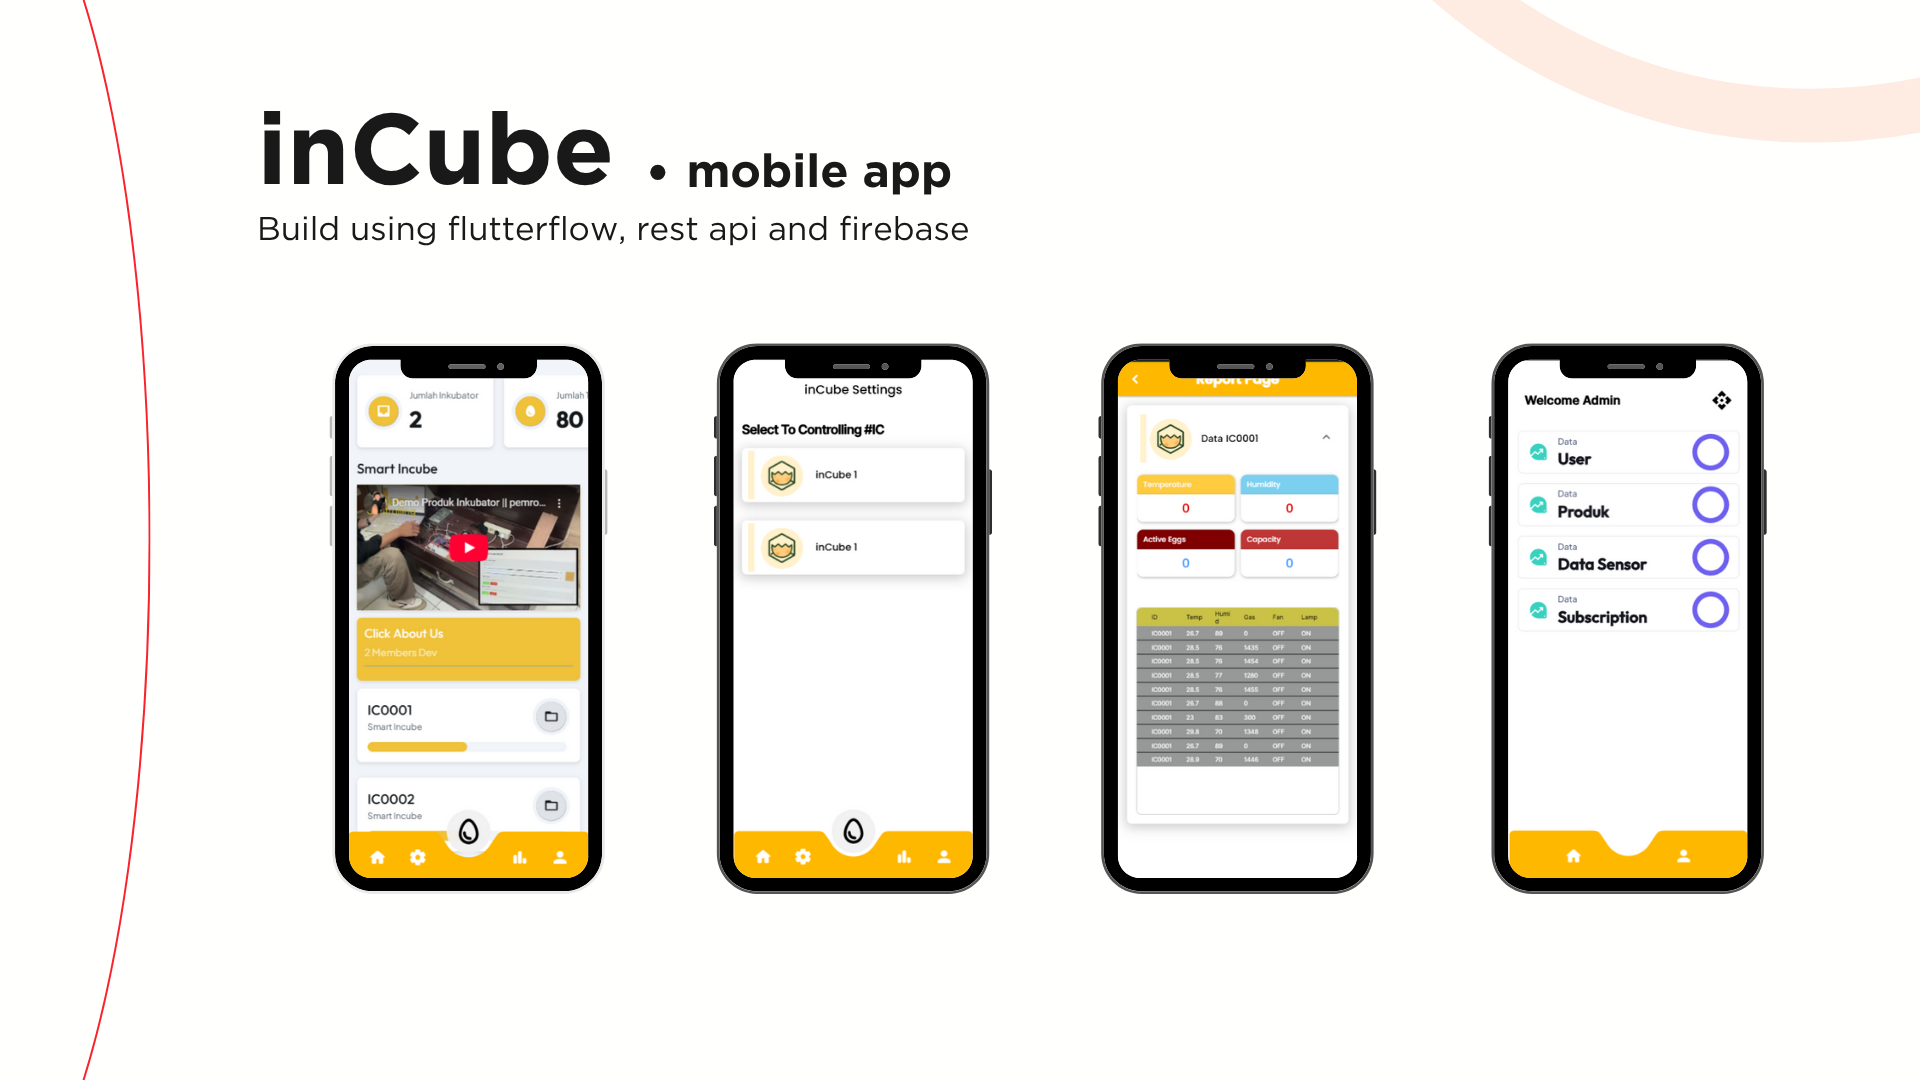 inCube • mobile app
Build using flutterflow, rest api and firebase
Jumlah Inkubator
2
Jumlah
80
Smart Incube
Demo Produk Inkubator || pemro...
Click About Us
2 Members Dev
IC0001
Smart Incube
IC0002
Smart Incube
inCube Settings
Select To Controlling #IC
inCube 1
inCube 1
Report Page
Data IC0001
Temperature Humidity
0 0
Active Eggs Capacity
0 0
ID Temp Humi d Gas Fan Lamp
IC0001 26.7 89 0 OFF ON
IC0001 28.5 76 1435 OFF ON
IC0001 28.5 76 1454 OFF ON
IC0001 28.5 77 1280 OFF ON
IC0001 28.5 76 1455 OFF ON
IC0001 26.7 88 0 OFF ON
IC0001 23 83 300 OFF ON
IC0001 29.8 70 1348 OFF ON
IC0001 26.7 89 0 OFF ON
IC0001 28.9 70 1446 OFF ON
Welcome Admin
Data
User
Data
Produk
Data
Data Sensor
Data
Subscription